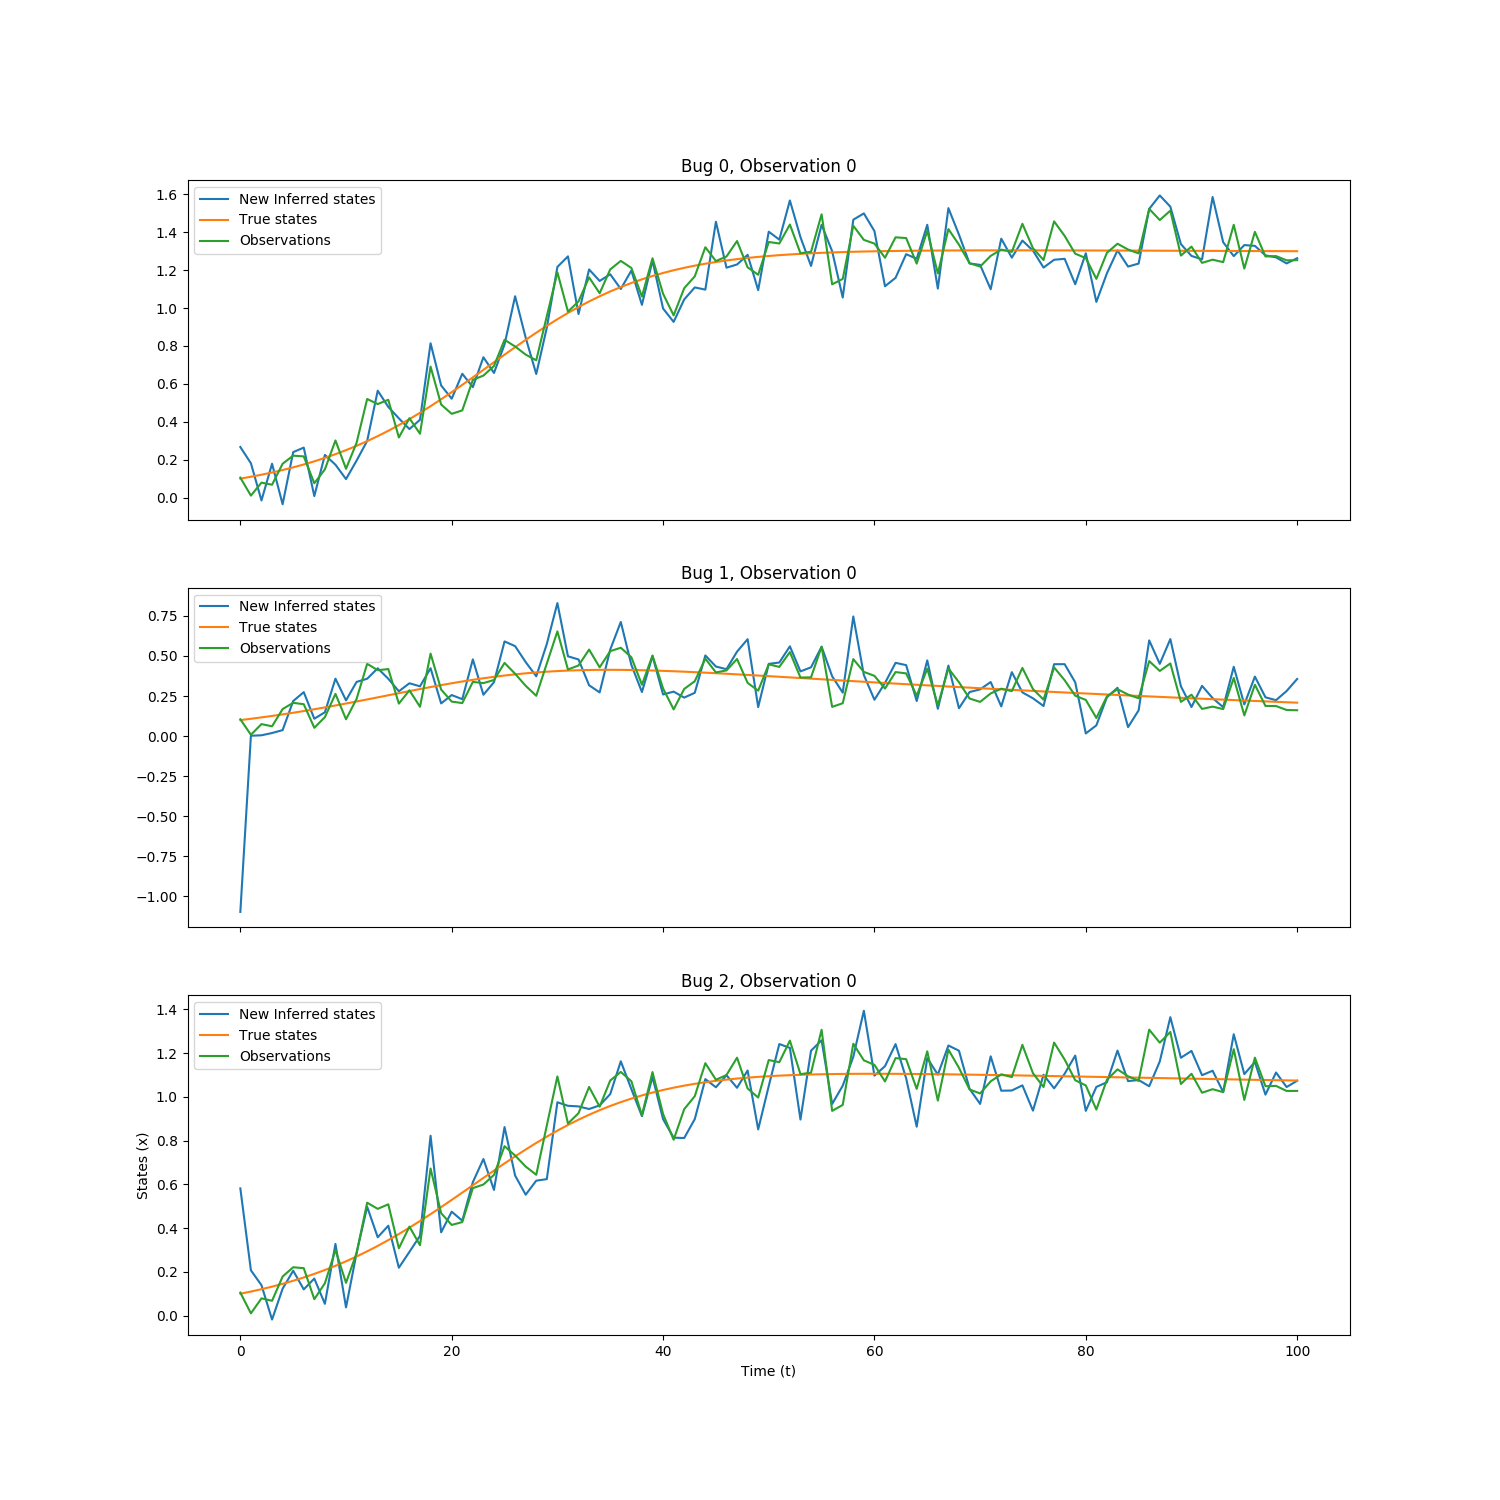 Bug 0, Observation 0
New Inferred states
True states
Observations
1.6
1.4
1.2
1.0
0.8
0.6
0.4
0.2
0.0
Bug 1, Observation 0
New Inferred states
True states
Observations
0.75
0.50
0.25
0.00
−0.25
−0.50
−0.75
−1.00
Bug 2, Observation 0
New Inferred states
True states
Observations
1.4
1.2
1.0
0.8
0.6
0.4
0.2
0.0
States (x)
0 20 40 60 80 100
Time (t)